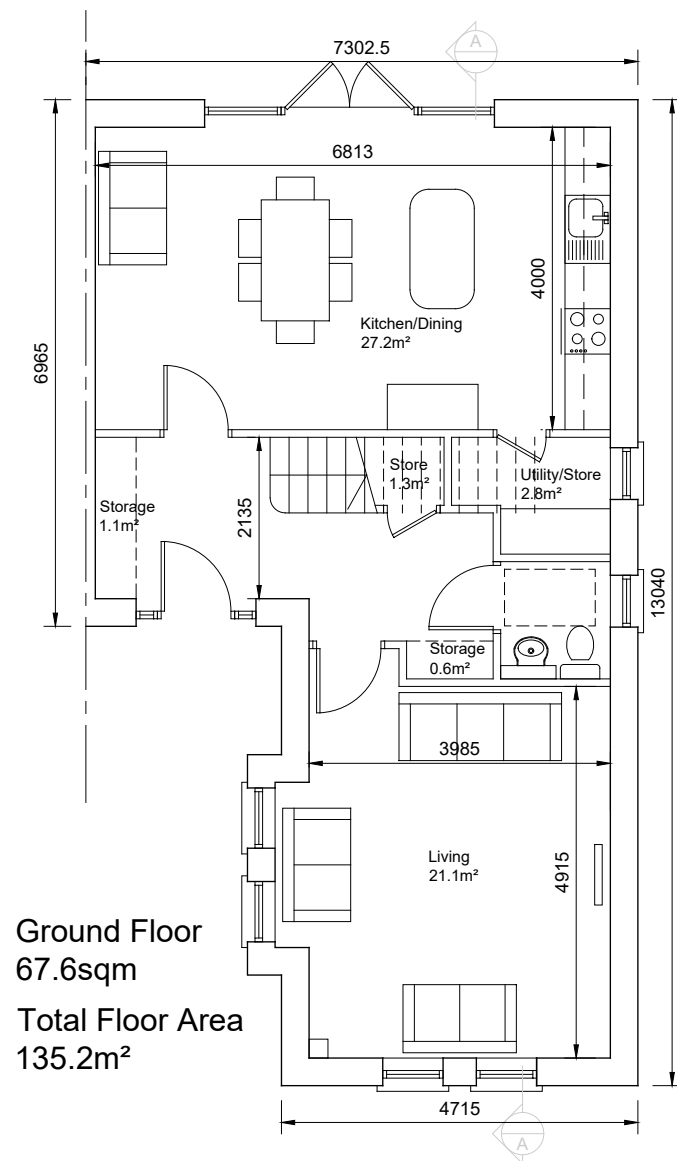 7302.5
A
6813
4000
Kitchen/Dining
27.2m²
6965
Store
1.3m²
Utility/Store
2.8m²
Storage
1.1m²
2135
13040
Storage
0.6m²
3985
Living
21.1m²
4915
Ground Floor
67.6sqm
Total Floor Area
135.2m²
4715
A